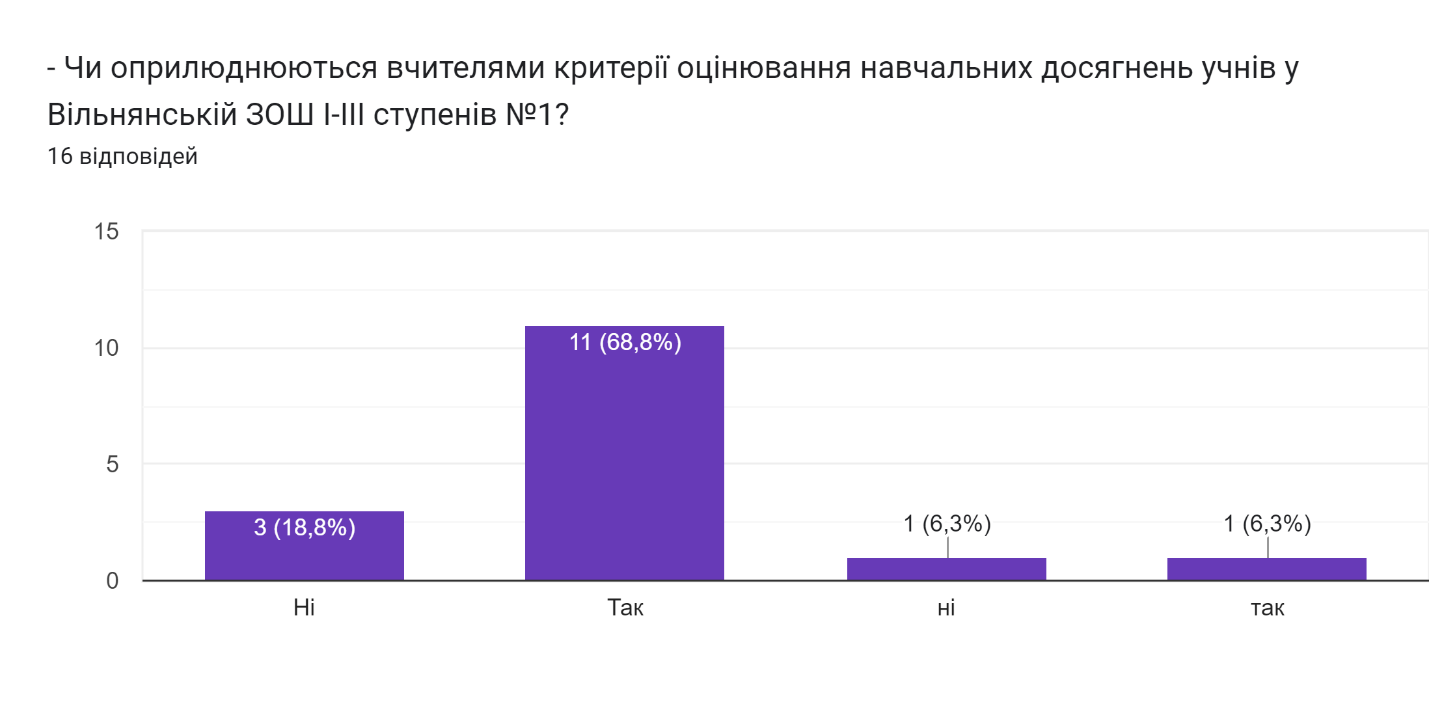 - Чи оприлюднюються вчителями критерії оцінювання навчальних досягнень учнів у
Вільнянській ЗОШ І-ІІІ ступенів №1?
16 відповідей
15
10
5
0
3 (18,8%)
11 (68,8%)
1 (6,3%)
1 (6,3%)
Ні
Так
ні
так